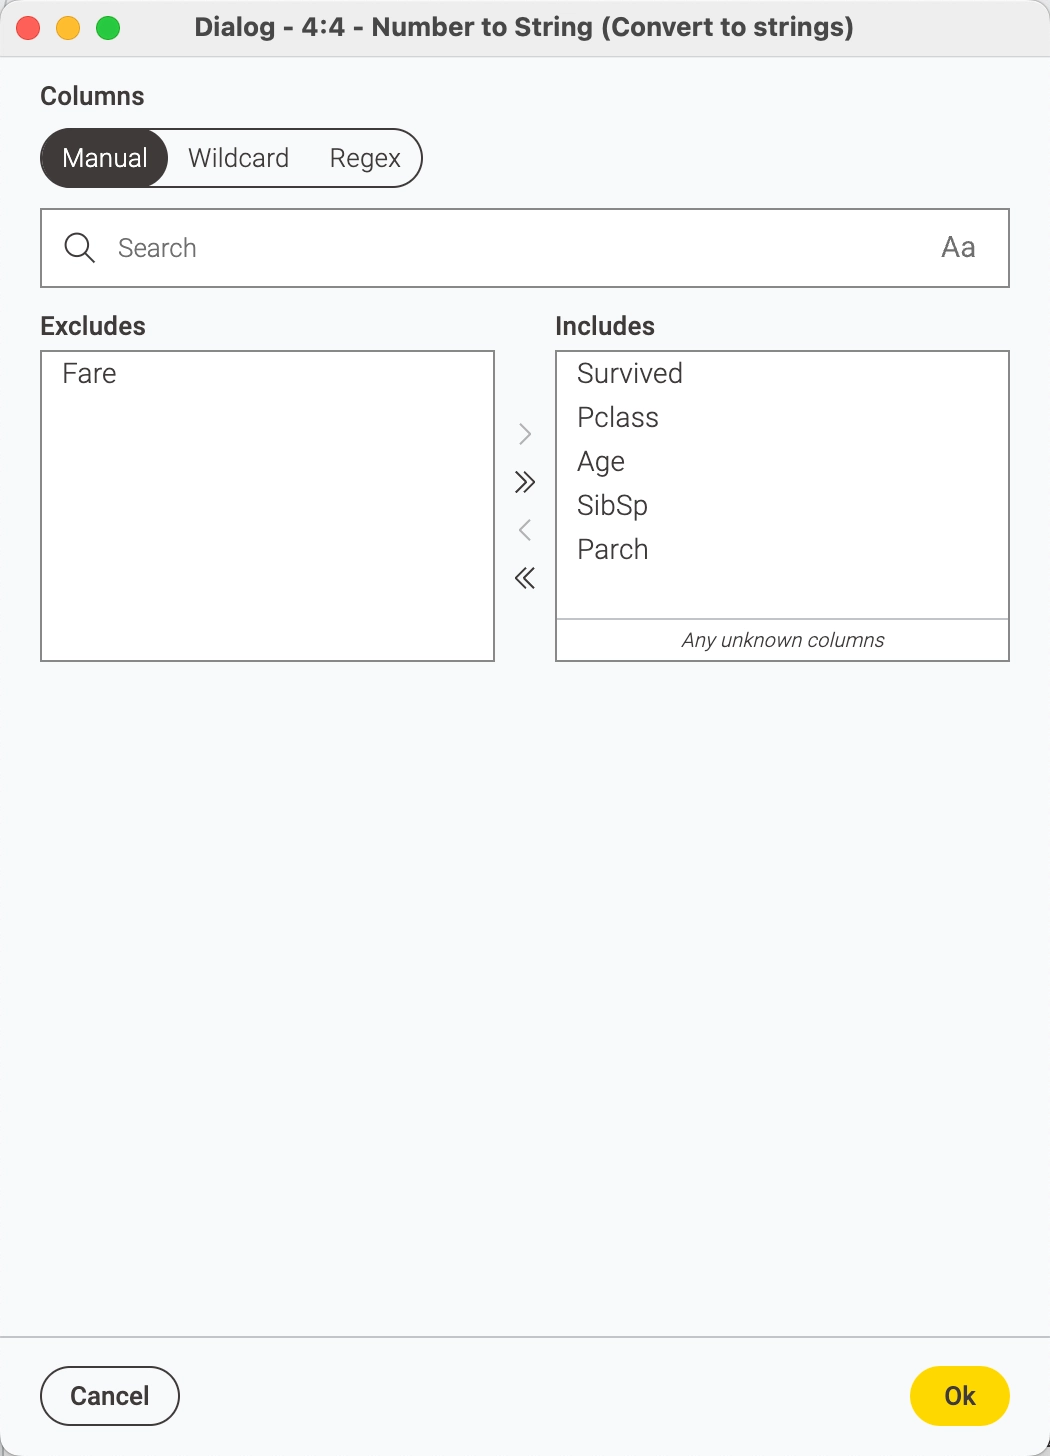 Dialog - 4:4 - Number to String (Convert to strings)
Columns
Manual Wildcard Regex
Search Aa
Excludes Includes
Fare
Survived
Pclass
Age
SibSp
Parch
Any unknown columns
Cancel Ok